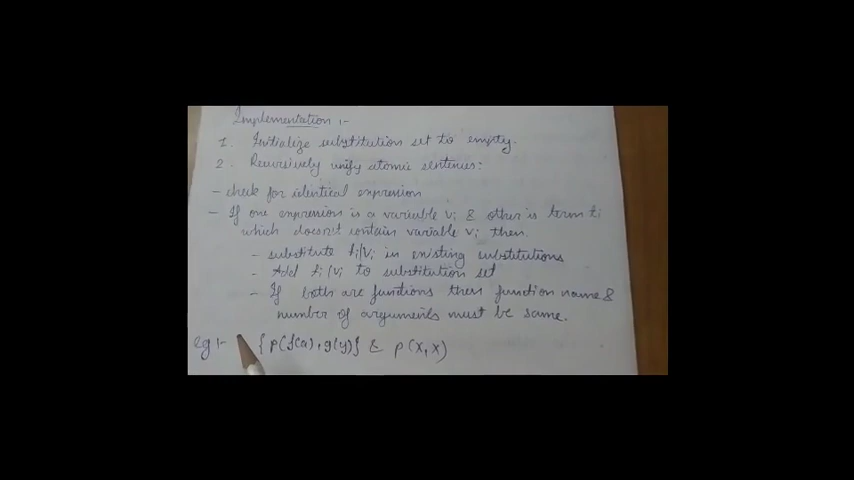 Implementation :-
1. Initialize substitution set to empty.
2. Recursively unify atomic sentences:
- check for identical expression
- If one expression is a variable vi & other is term ti
which doesn't contain variable vi then.
- substitute ti/vi in existing substitutions
- Add ti/vi to substitution set
- If both are functions then function name &
number of arguments must be same.
eg :- {p(f(a), g(y)} & p(x,x)